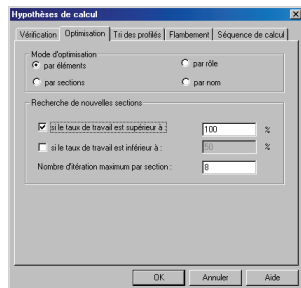 Hypothèses de calcul
Vérification Optimisation Tri des profilés Flambement Séquence de calcul
Mode d'optimisation
par éléments par rôle
par sections par nom
Recherche de nouvelles sections
si le taux de travail est supérieur à : 100 %
si le taux de travail est inférieur à : 50 %
Nombre d'itération maximum par section : 8
OK Annuler Aide